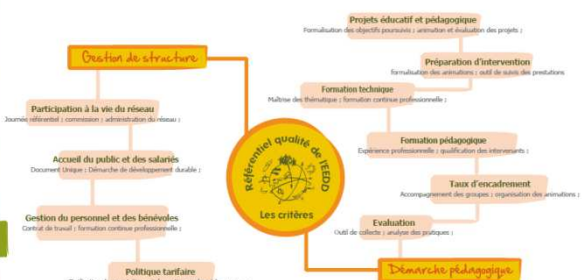 Gestion de structure
Participation à la vie du réseau
Journée référentiel ; commission ; administration du réseau ;
Accueil du public et des salariés
Document Unique ; Démarche de développement durable ;
Gestion du personnel et des bénévoles
Contrat de travail ; formation continue professionnelle ;
Politique tarifaire
Référentiel qualité de l'EEDD
Les critères
Projets éducatif et pédagogique
Formalisation des objectifs poursuivis ; animation et évaluation des projets ;
Préparation d'intervention
formalisation des animations ; outil de suivis des prestations
Formation technique
Maîtrise des thématique ; formation continue professionnelle ;
Formation pédagogique
Expérience professionnelle ; qualification des intervenants ;
Taux d'encadrement
Accompagnement des groupes ; organisation des animations ;
Evaluation
Outil de collecte ; analyse des pratiques ;
Démarche pédagogique